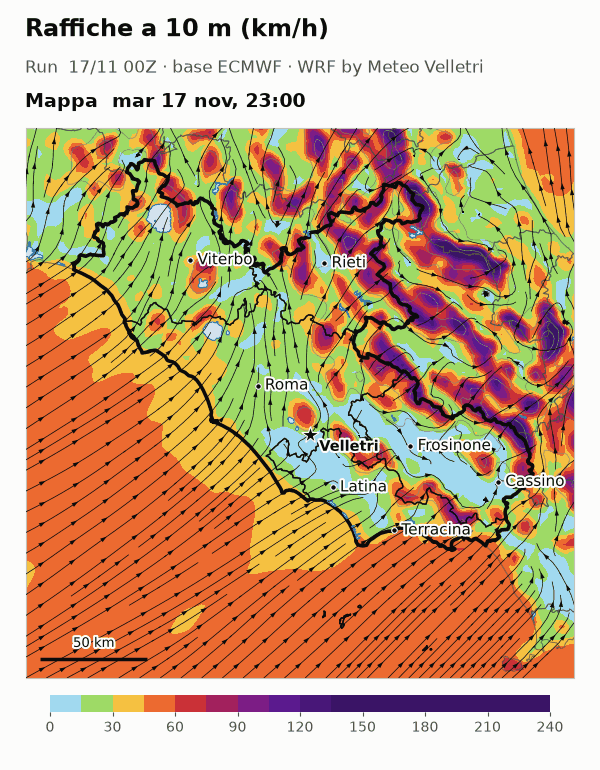 Raffiche a 10 m (km/h)
Run 17/11 00Z · base ECMWF · WRF by Meteo Velletri
Mappa mar 17 nov, 23:00
Viterbo
Rieti
Roma
Velletri
Frosinone
Cassino
Latina
Terracina
50 km
0 30 60 90 120 150 180 210 240